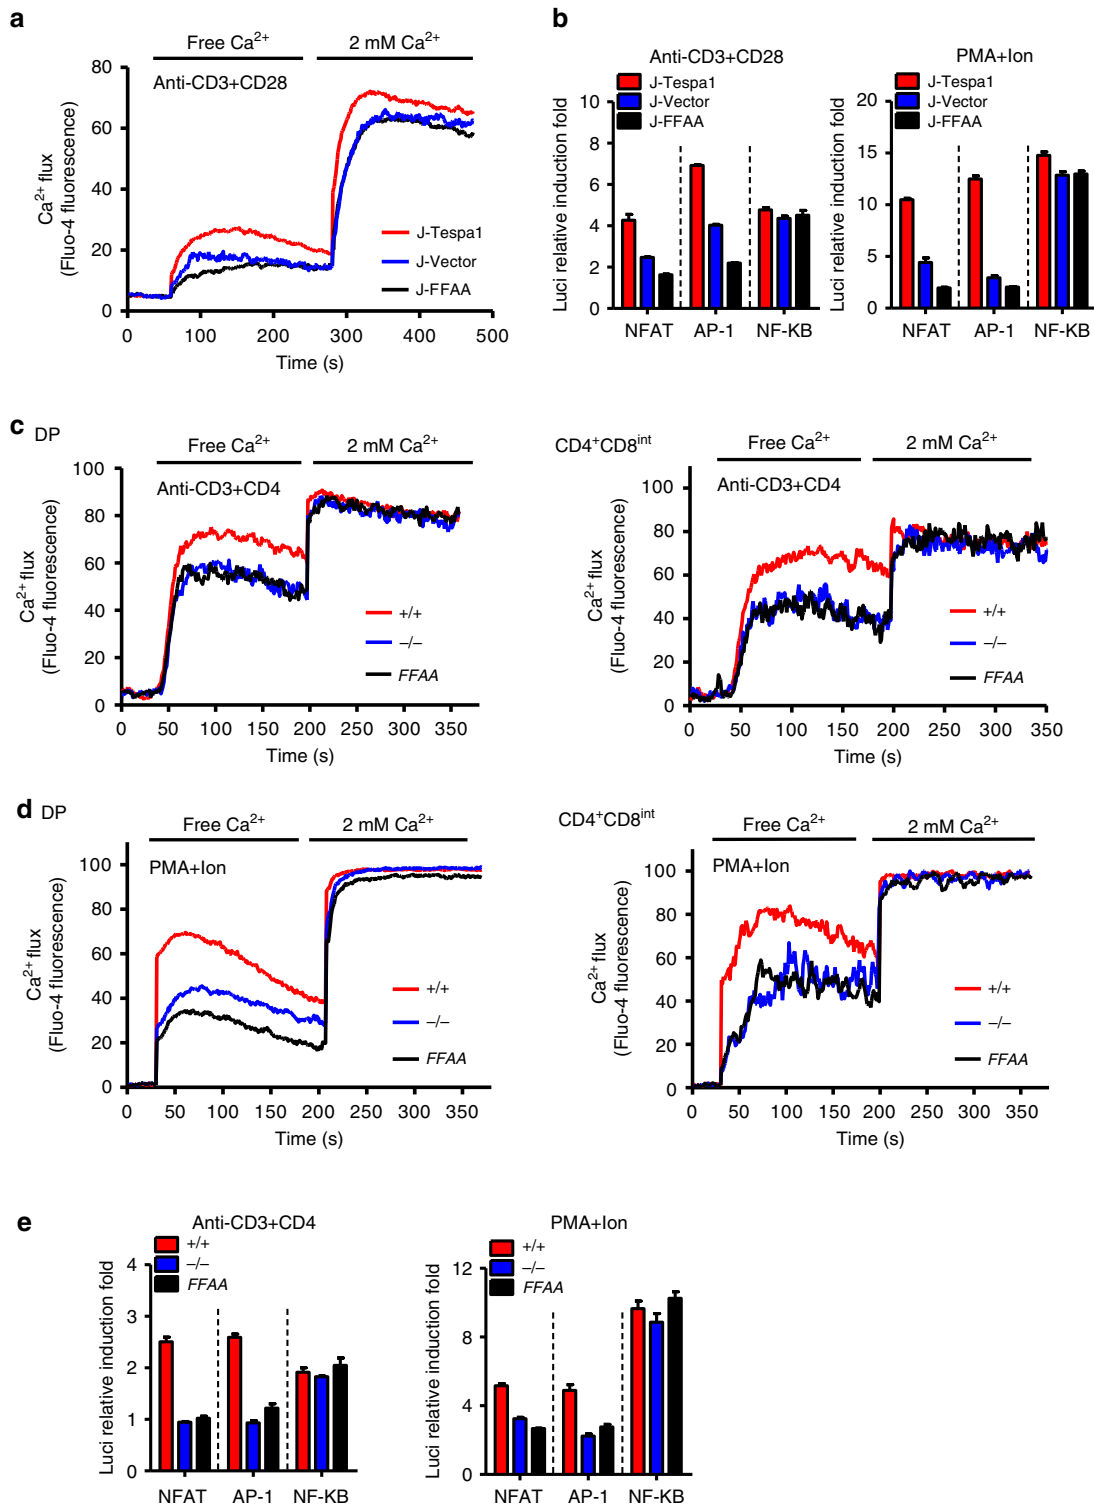 a
Free Ca²⁺
2 mM Ca²⁺
Anti-CD3+CD28
Ca²⁺ flux
(Fluo-4 fluorescence)
80
60
40
20
0
J-Tespa1
J-Vector
J-FFAA
0 100 200 300 400 500
Time (s)
b
Anti-CD3+CD28
J-Tespa1
J-Vector
J-FFAA
Luci relative induction fold
10
8
6
4
2
0
NFAT AP-1 NF-KB
PMA+Ion
J-Tespa1
J-Vector
J-FFAA
Luci relative induction fold
20
15
10
5
0
NFAT AP-1 NF-KB
c
DP
Free Ca²⁺
2 mM Ca²⁺
Anti-CD3+CD4
Ca²⁺ flux
(Fluo-4 fluorescence)
100
80
60
40
20
0
+/+
–/–
FFAA
0 50 100 150 200 250 300 350
Time (s)
CD4⁺CD8ⁱⁿᵗ
Free Ca²⁺
2 mM Ca²⁺
Anti-CD3+CD4
Ca²⁺ flux
(Fluo-4 fluorescence)
100
80
60
40
20
0
+/+
–/–
FFAA
0 50 100 150 200 250 300 350
Time (s)
d
DP
Free Ca²⁺
2 mM Ca²⁺
PMA+Ion
Ca²⁺ flux
(Fluo-4 fluorescence)
100
80
60
40
20
0
+/+
–/–
FFAA
0 50 100 150 200 250 300 350
Time (s)
CD4⁺CD8ⁱⁿᵗ
Free Ca²⁺
2 mM Ca²⁺
PMA+Ion
Ca²⁺ flux
(Fluo-4 fluorescence)
100
80
60
40
20
0
+/+
–/–
FFAA
0 50 100 150 200 250 300 350
Time (s)
e
Anti-CD3+CD4
+/+
–/–
FFAA
Luci relative induction fold
4
3
2
1
0
NFAT AP-1 NF-KB
PMA+Ion
+/+
–/–
FFAA
Luci relative induction fold
12
8
4
0
NFAT AP-1 NF-KB